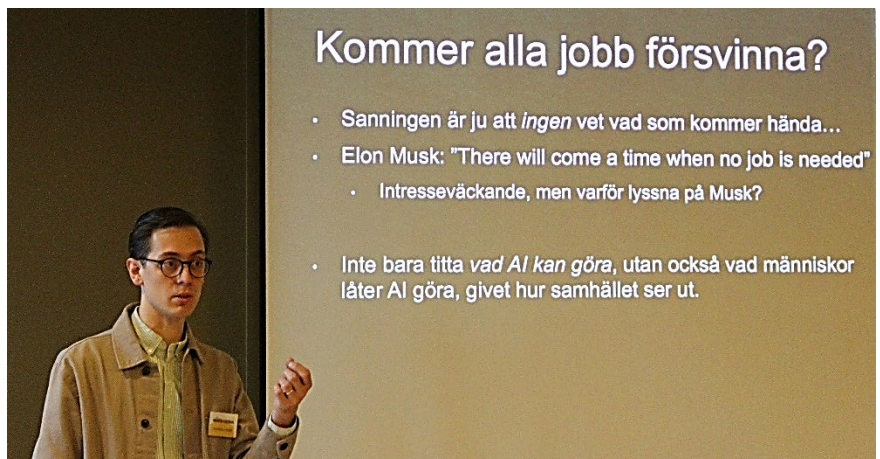 Kommer alla jobb försvinna?
• Sanningen är ju att ingen vet vad som kommer hända…
• Elon Musk: ”There will come a time when no job is needed”
• Intresseväckande, men varför lyssna på Musk?
• Inte bara titta vad AI kan göra, utan också vad människor
låter AI göra, givet hur samhället ser ut.